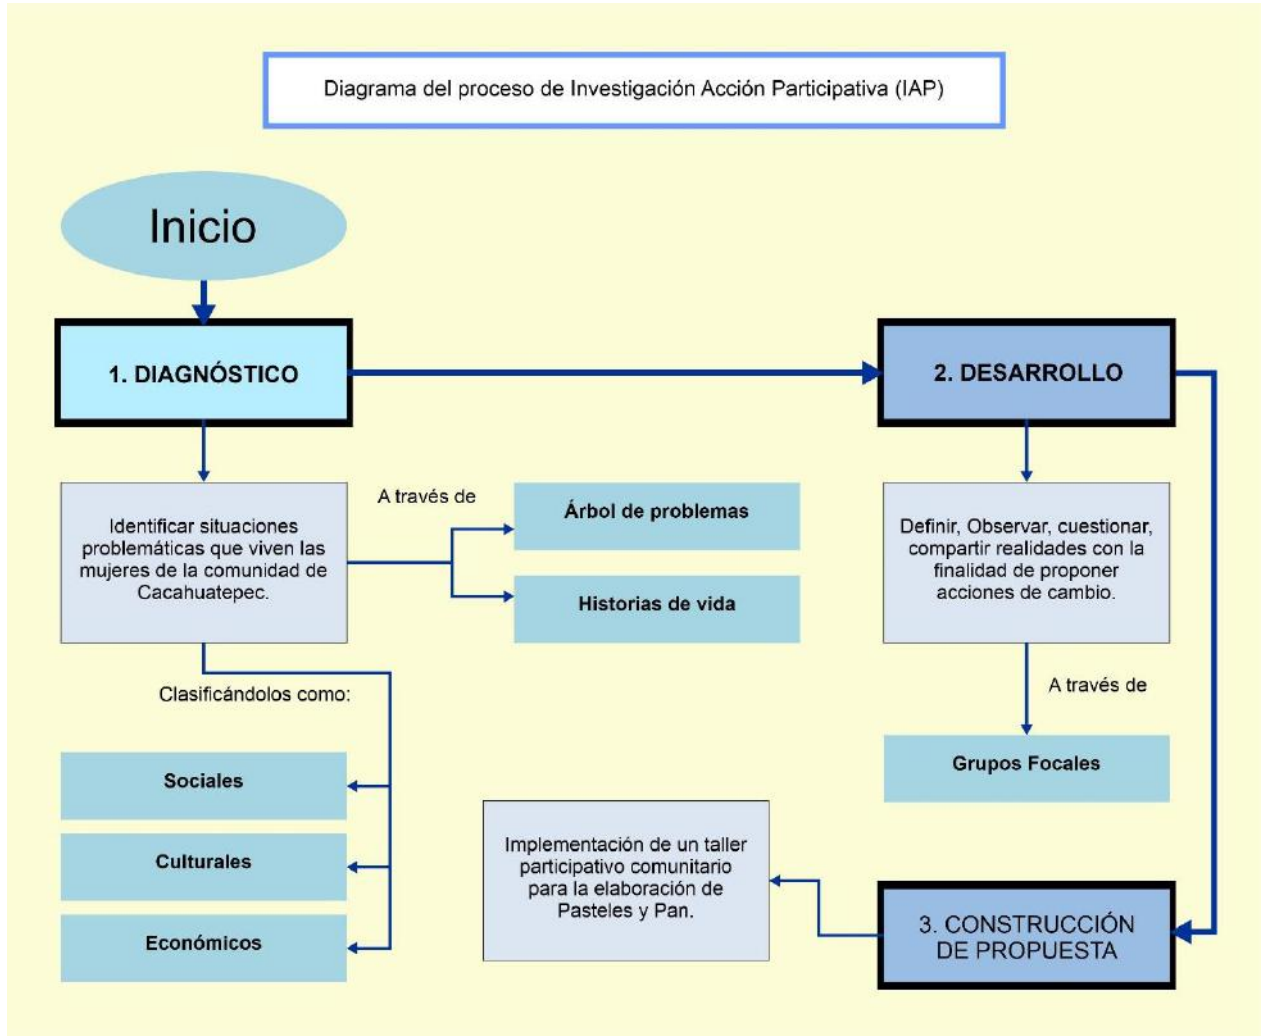 Diagrama del proceso de Investigación Acción Participativa (IAP)
Inicio
1. DIAGNÓSTICO
2. DESARROLLO
Identificar situaciones
problemáticas que viven las
mujeres de la comunidad de
Cacahuatepec.
A través de
Árbol de problemas
Historias de vida
Definir, Observar, cuestionar,
compartir realidades con la
finalidad de proponer
acciones de cambio.
Clasificándolos como:
A través de
Sociales
Culturales
Económicos
Grupos Focales
Implementación de un taller
participativo comunitario
para la elaboración de
Pasteles y Pan.
3. CONSTRUCCIÓN
DE PROPUESTA